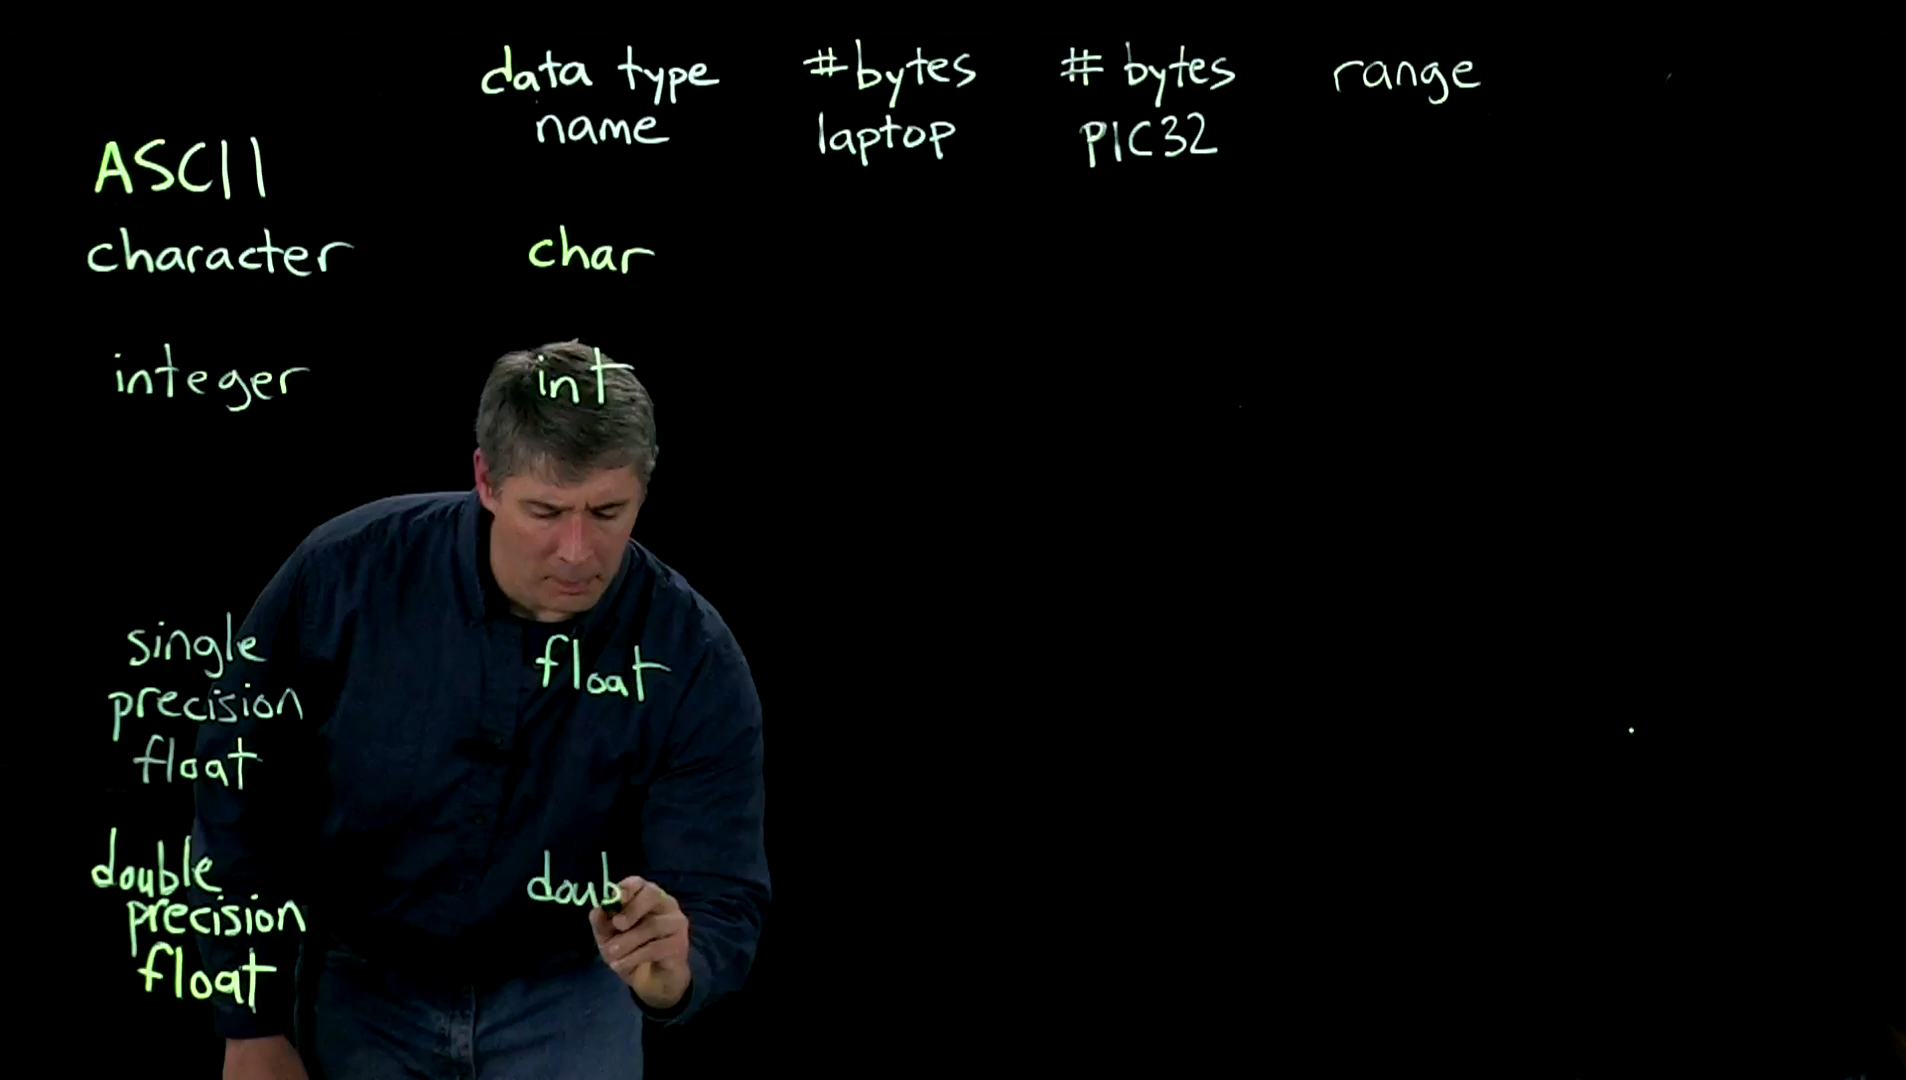 data type #bytes # bytes range
name laptop PIC32
ASCII
character char
integer int
single float
precision
float
double doub
precision
float